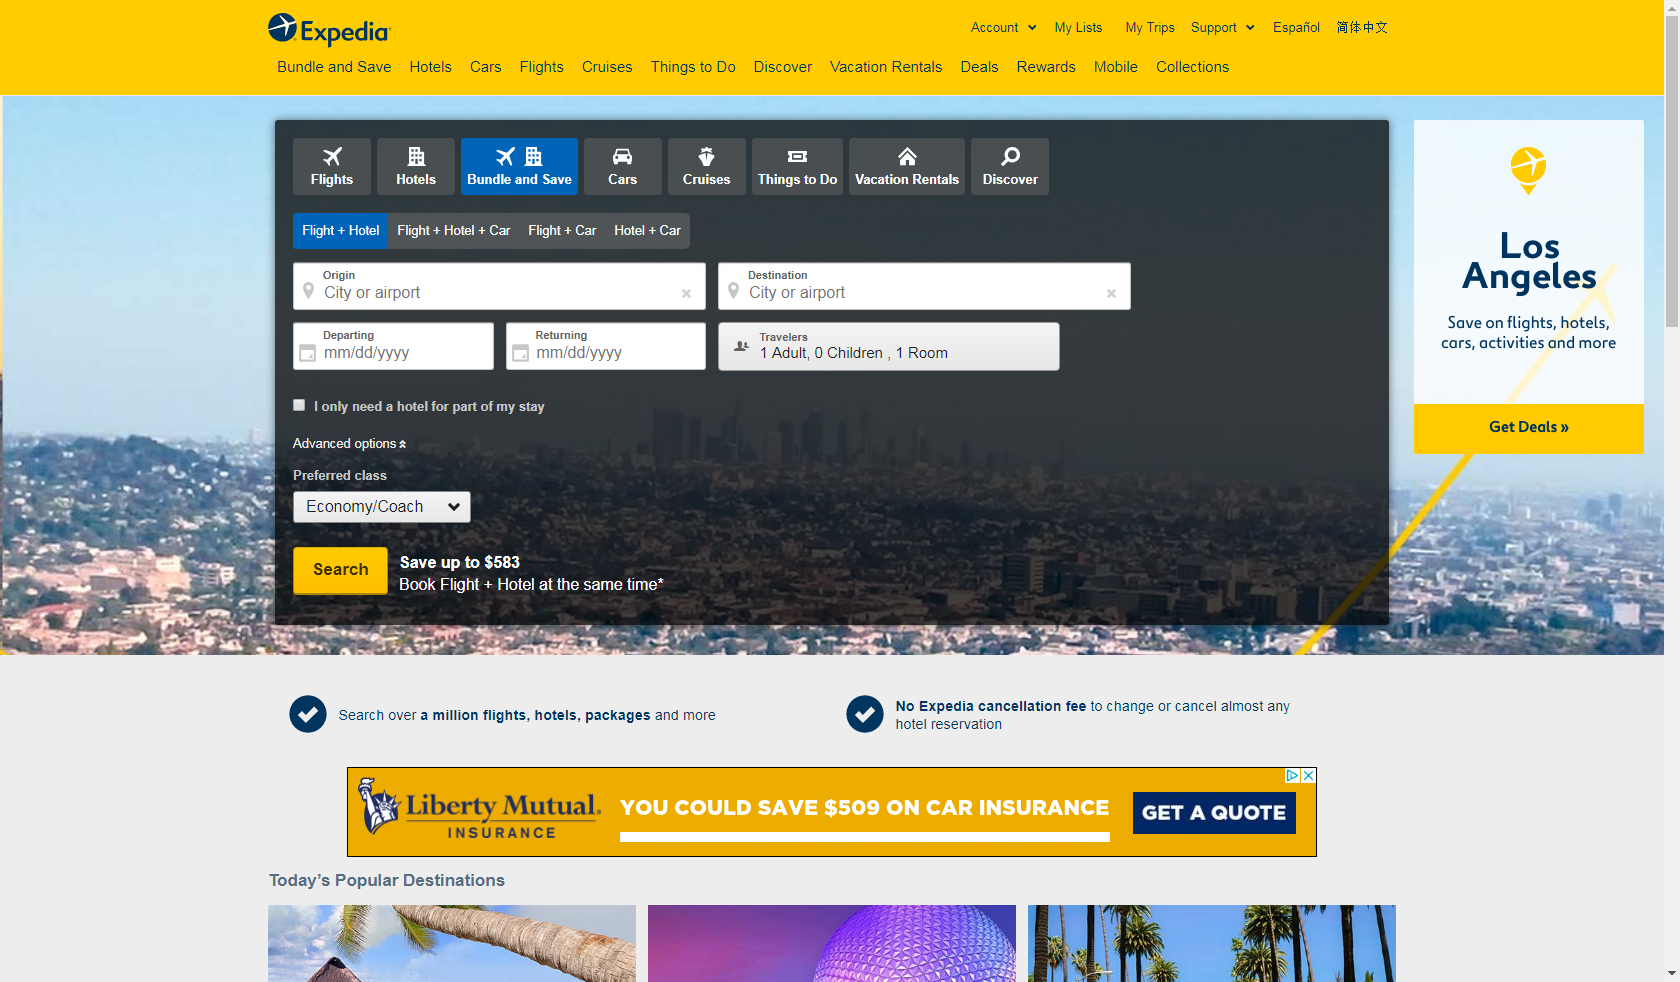 Expedia
Account
My Lists
My Trips
Support
Español
简体中文
Bundle and Save
Hotels
Cars
Flights
Cruises
Things to Do
Discover
Vacation Rentals
Deals
Rewards
Mobile
Collections
Flights
Hotels
Bundle and Save
Cars
Cruises
Things to Do
Vacation Rentals
Discover
Flight + Hotel
Flight + Hotel + Car
Flight + Car
Hotel + Car
Origin
City or airport
Destination
City or airport
Departing
mm/dd/yyyy
Returning
mm/dd/yyyy
Travelers
1 Adult, 0 Children , 1 Room
I only need a hotel for part of my stay
Advanced options
Preferred class
Economy/Coach
Search
Save up to $583
Book Flight + Hotel at the same time*
Los
Angeles
Save on flights, hotels,
cars, activities and more
Get Deals »
Search over a million flights, hotels, packages and more
No Expedia cancellation fee to change or cancel almost any
hotel reservation
Liberty Mutual.
INSURANCE
YOU COULD SAVE $509 ON CAR INSURANCE
GET A QUOTE
Today’s Popular Destinations